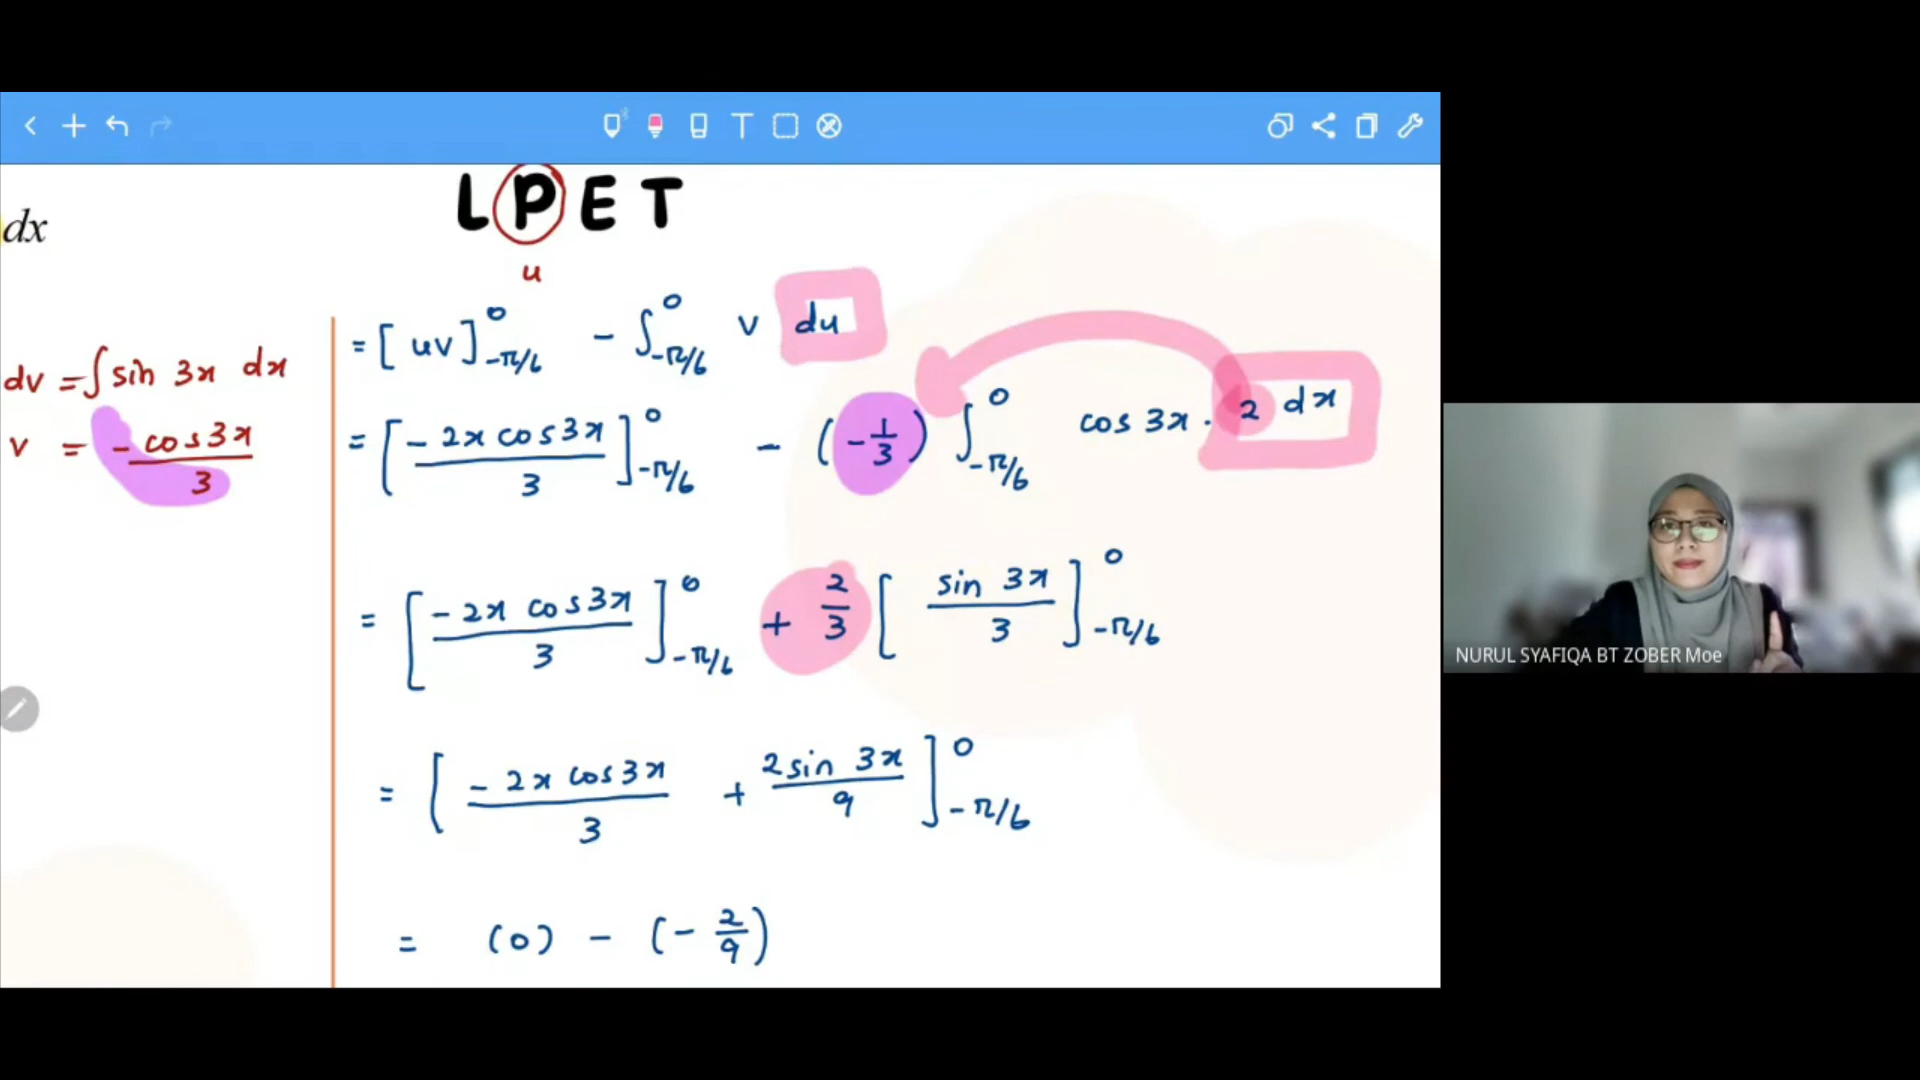 L P E T
dx
u
= [ uv ]⁰₋π/6 − ∫⁰₋π/6 v du
dv = ∫ sin 3x dx
v = − cos 3x / 3
= [ − 2x cos 3x / 3 ]⁰₋π/6 − ( − 1/3 ) ∫⁰₋π/6 cos 3x · 2 dx
= [ − 2x cos 3x / 3 ]⁰₋π/6 + 2/3 [ sin 3x / 3 ]⁰₋π/6
NURUL SYAFIQA BT ZOBER Moe
= [ − 2x cos 3x / 3 + 2 sin 3x / 9 ]⁰₋π/6
= (0) − ( − 2/9 )